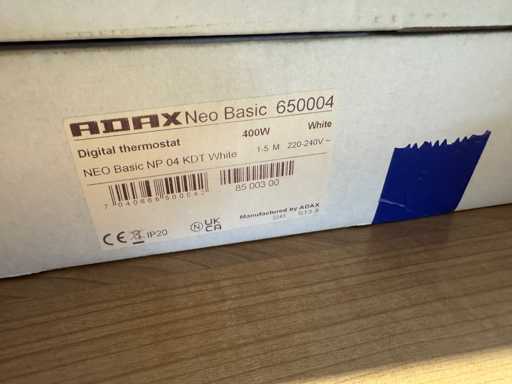 ADAX Neo Basic 650004
400W White
Digital thermostat 1-5 M 220-240V ~
NEO Basic NP 04 KDT White
85 003 00
Manufactured by ADAX
CE IP20 N UK CA